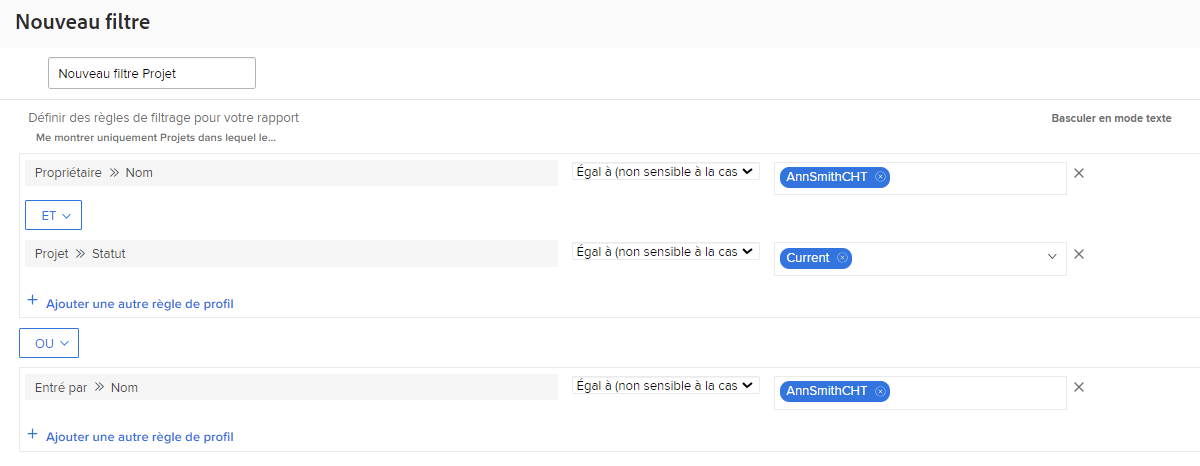 Nouveau filtre
Nouveau filtre Projet
Définir des règles de filtrage pour votre rapport
Basculer en mode texte
Me montrer uniquement Projets dans lequel le...
Propriétaire » Nom
Égal à (non sensible à la cas
AnnSmithCHT
ET
Projet » Statut
Égal à (non sensible à la cas
Current
+ Ajouter une autre règle de profil
OU
Entré par » Nom
Égal à (non sensible à la cas
AnnSmithCHT
+ Ajouter une autre règle de profil